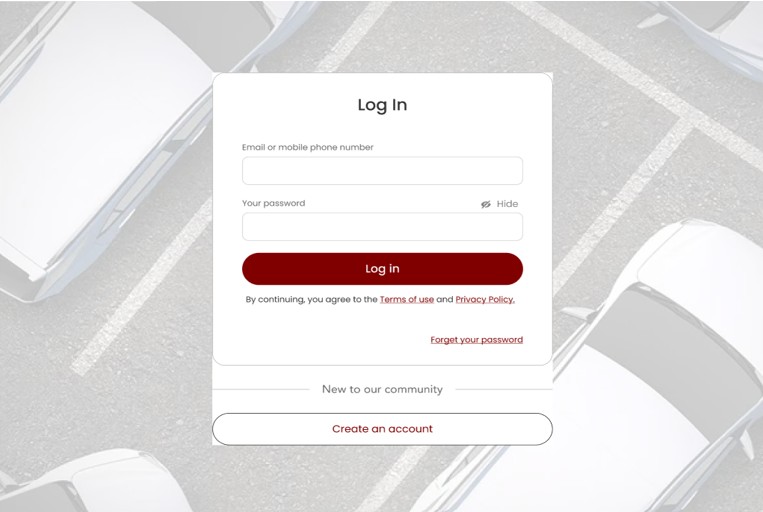 Log In
Email or mobile phone number
Your password
Hide
Log in
By continuing, you agree to the Terms of use and Privacy Policy.
Forget your password
New to our community
Create an account